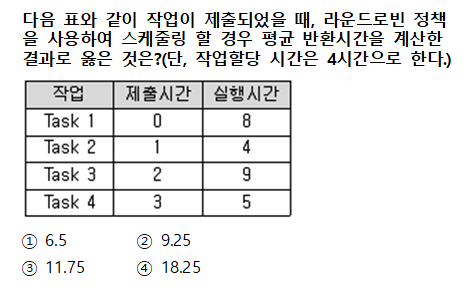 다음 표와 같이 작업이 제출되었을 때, 라운드로빈 정책
을 사용하여 스케줄링 할 경우 평균 반환시간을 계산한
결과로 옳은 것은?(단, 작업할당 시간은 4시간으로 한다.)
작업 제출시간 실행시간
Task 1 0 8
Task 2 1 4
Task 3 2 9
Task 4 3 5
① 6.5 ② 9.25
③ 11.75 ④ 18.25